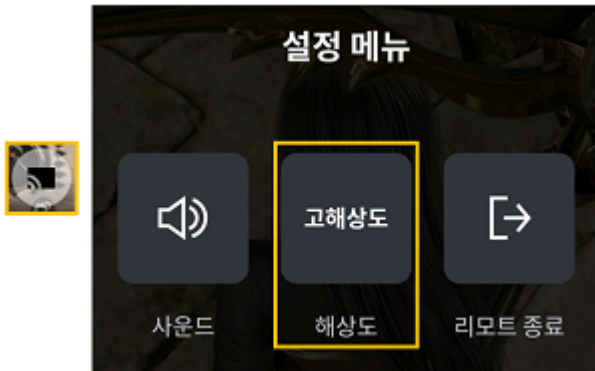 설정 메뉴
고해상도
사운드
해상도
리모트 종료